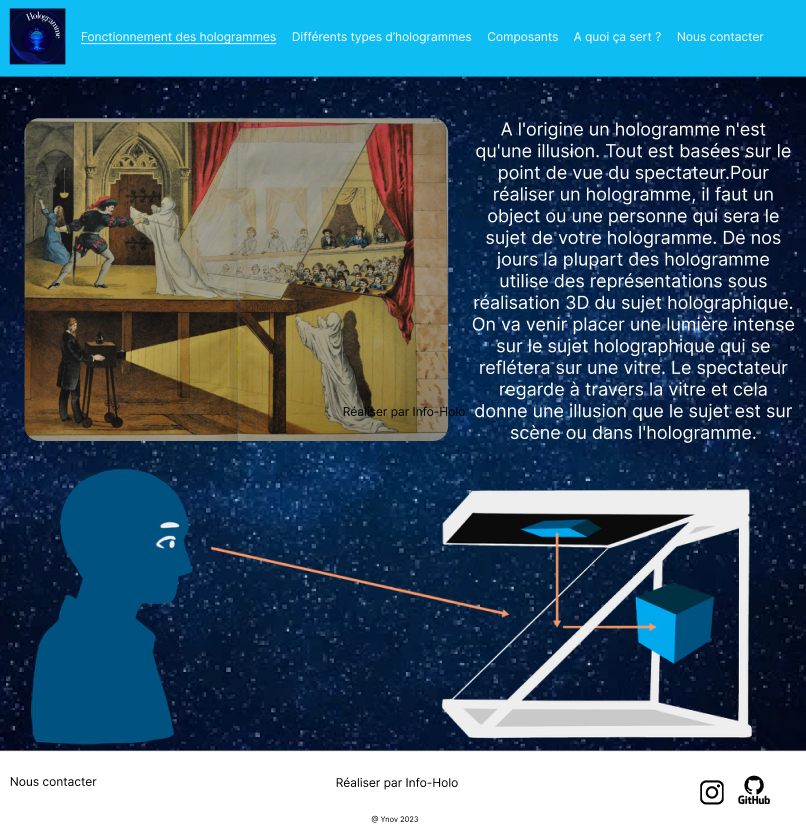 Hologramme
Fonctionnement des hologrammes
Différents types d'hologrammes
Composants
A quoi ça sert ?
Nous contacter
A l'origine un hologramme n'est
qu'une illusion. Tout est basées sur le
point de vue du spectateur.Pour
réaliser un hologramme, il faut un
object ou une personne qui sera le
sujet de votre hologramme. De nos
jours la plupart des hologramme
utilise des représentations sous
réalisation 3D du sujet holographique.
On va venir placer une lumière intense
sur le sujet holographique qui se
reflétera sur une vitre. Le spectateur
regarde à travers la vitre et cela
donne une illusion que le sujet est sur
scène ou dans l'hologramme.
Réaliser par Info-Holo
Nous contacter
Réaliser par Info-Holo
GitHub
@ Ynov 2023